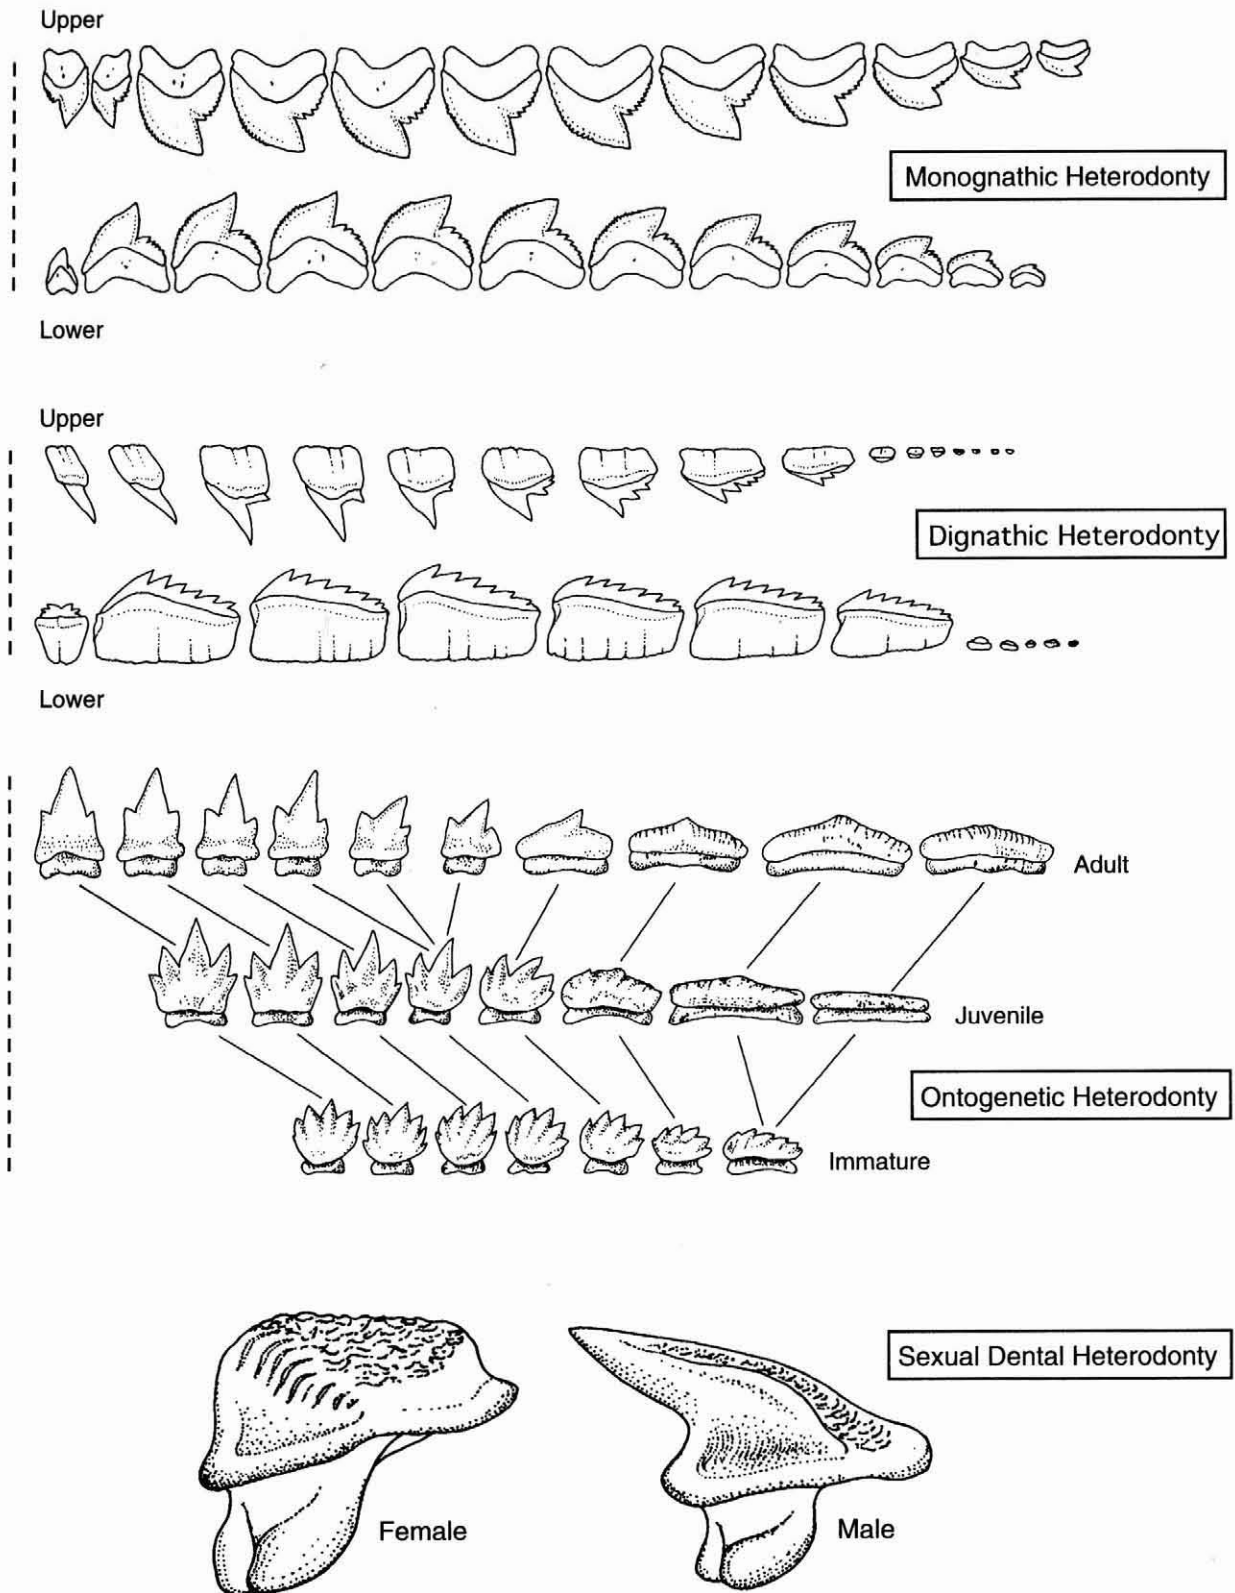 Upper
Monognathic Heterodonty
Lower
Upper
Dignathic Heterodonty
Lower
Adult
Juvenile
Ontogenetic Heterodonty
Immature
Sexual Dental Heterodonty
Female
Male